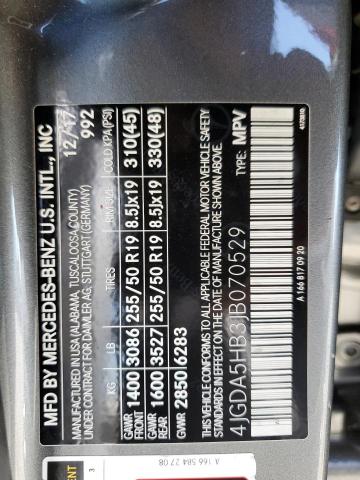 MFD BY MERCEDES-BENZ U.S. INTL., INC
MADE IN USA (ALABAMA, TUSCALOOSA COUNTY) 12/17
UNDER CONTRACT FOR DAIMLER AG, STUTTGART (GERMANY) 992
KG LB TIRES COLD KPA(PSI)
GAWR FRONT 1400 3086 255/50 R19 8.5Jx19 310(45)
GAWR REAR 1600 3527 255/50 R19 8.5Jx19 330(48)
GVWR 2850 6283
THIS VEHICLE CONFORMS TO ALL APPLICABLE FEDERAL MOTOR VEHICLE SAFETY
STANDARDS IN EFFECT ON THE DATE OF MANUFACTURE SHOWN ABOVE.
4JGDA5HB3JB070529 TYPE: MPV
A 166 817 09 20
A 166 584 27 08
3